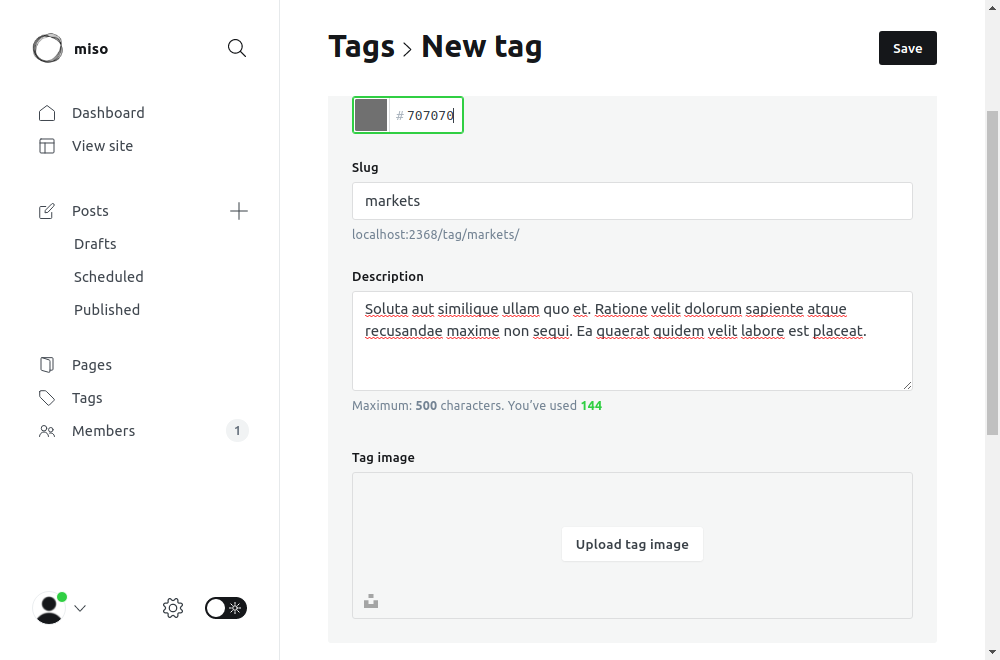 miso
Dashboard
View site
Posts
Drafts
Scheduled
Published
Pages
Tags
Members 1
Tags > New tag
Save
# 707070
Slug
markets
localhost:2368/tag/markets/
Description
Soluta aut similique ullam quo et. Ratione velit dolorum sapiente atque
recusandae maxime non sequi. Ea quaerat quidem velit labore est placeat.
Maximum: 500 characters. You’ve used 144
Tag image
Upload tag image